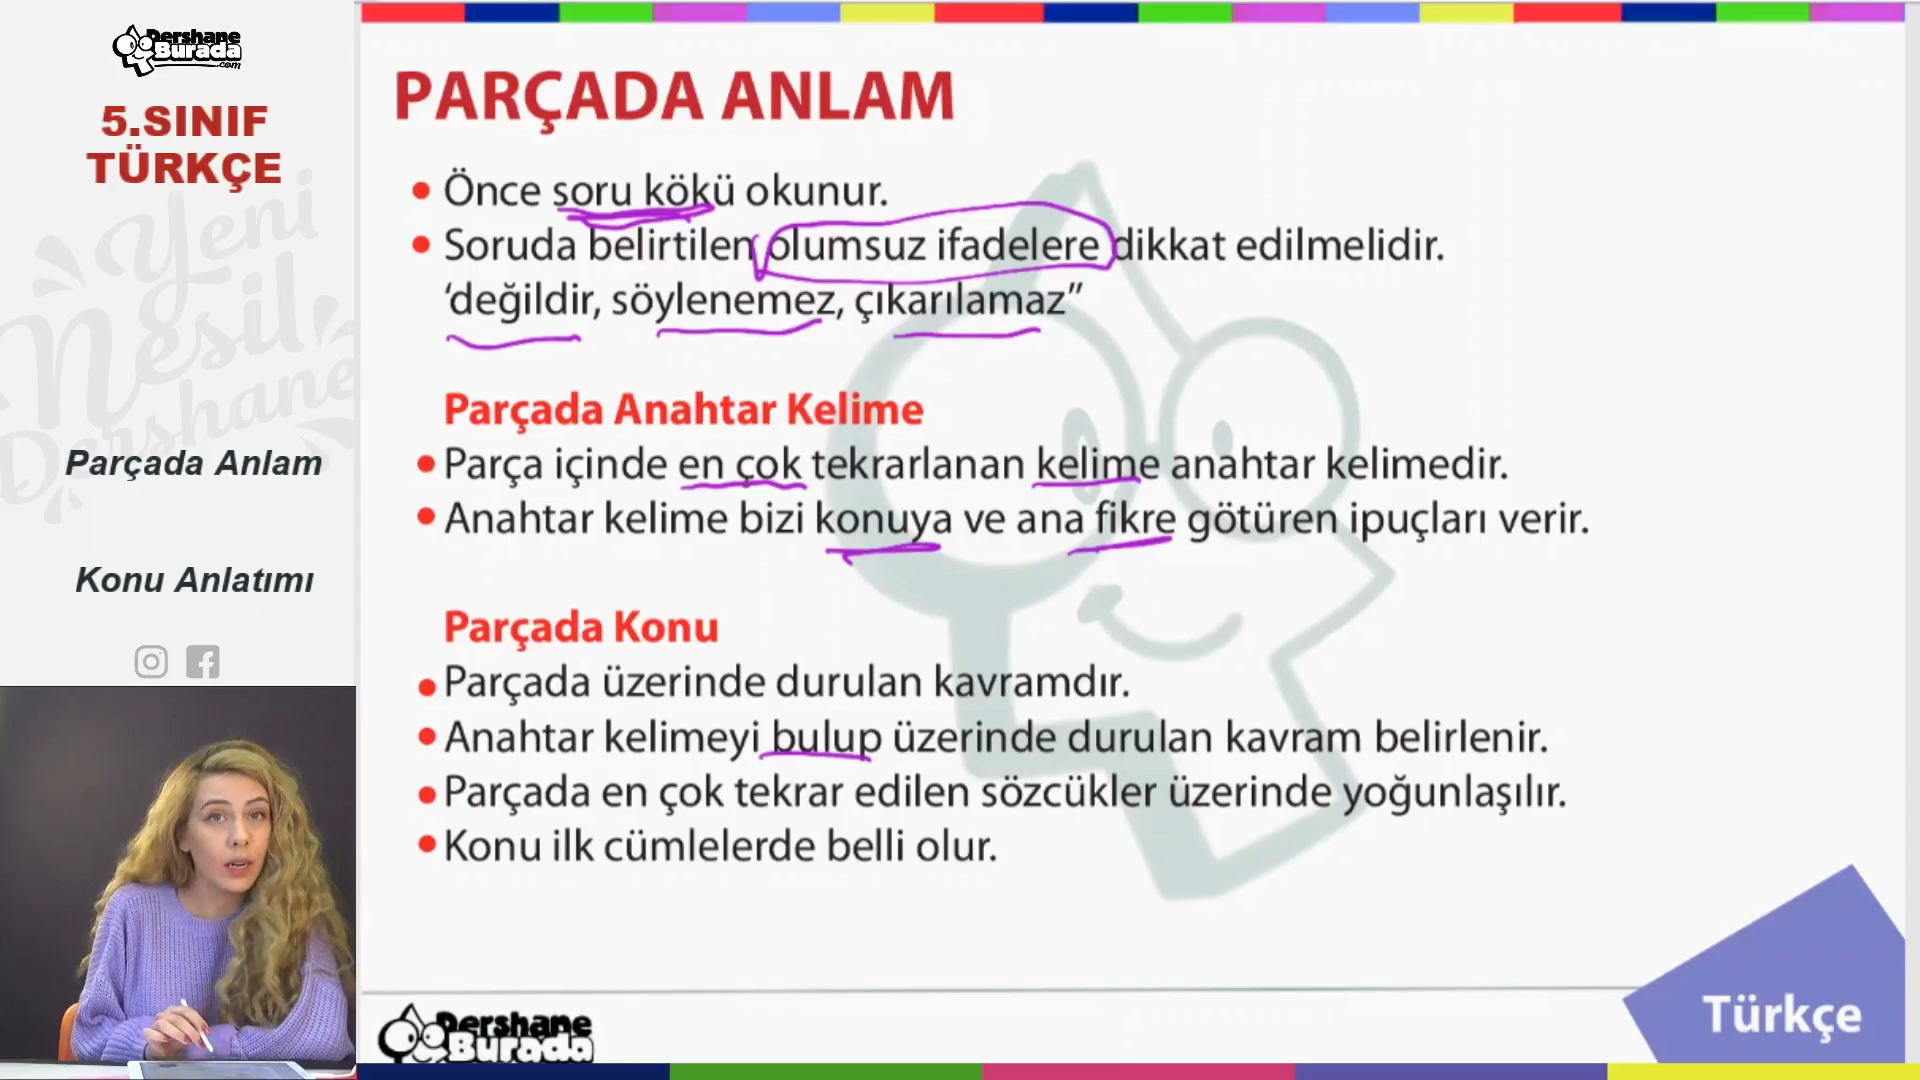 Dershane
Burada
.com
5.SINIF
TÜRKÇE
Yeni
Nesil
Dershane
Parçada Anlam
Konu Anlatımı
PARÇADA ANLAM
Önce soru kökü okunur.
Soruda belirtilen olumsuz ifadelere dikkat edilmelidir.
‘değildir, söylenemez, çıkarılamaz”
Parçada Anahtar Kelime
Parça içinde en çok tekrarlanan kelime anahtar kelimedir.
Anahtar kelime bizi konuya ve ana fikre götüren ipuçları verir.
Parçada Konu
Parçada üzerinde durulan kavramdır.
Anahtar kelimeyi bulup üzerinde durulan kavram belirlenir.
Parçada en çok tekrar edilen sözcükler üzerinde yoğunlaşılır.
Konu ilk cümlelerde belli olur.
Dershane
Burada
Türkçe